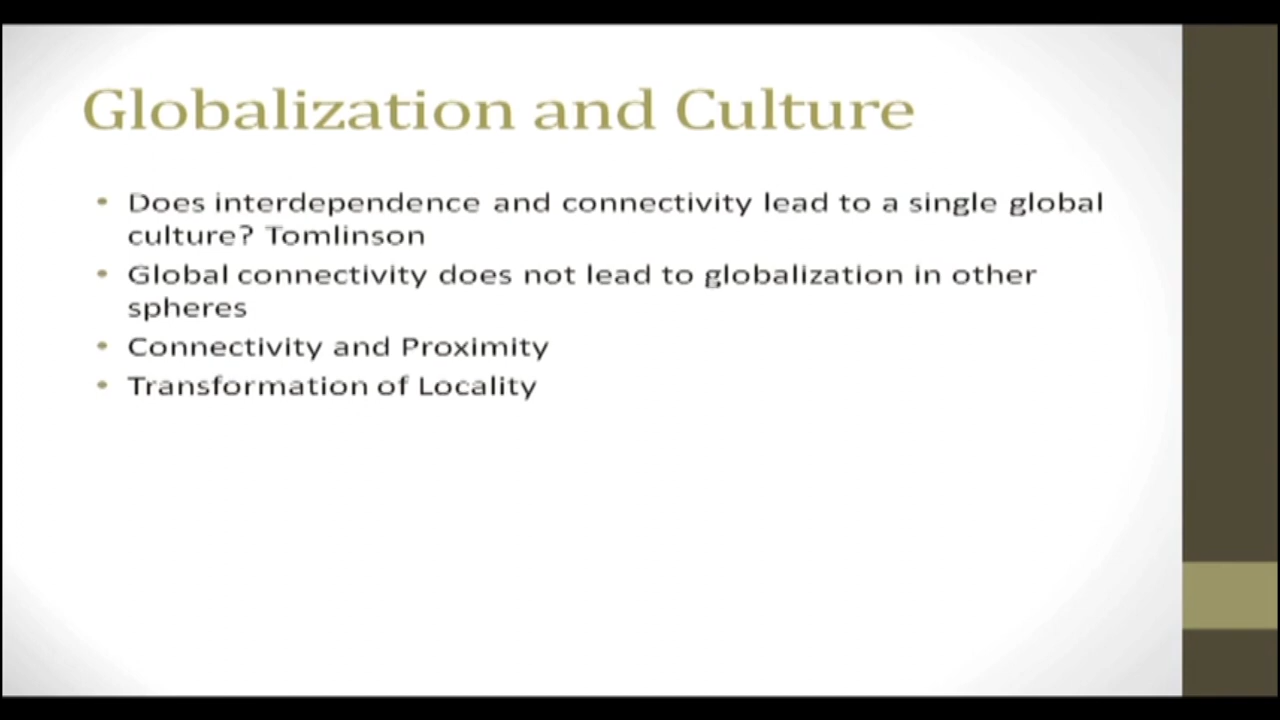 Globalization and Culture
• Does interdependence and connectivity lead to a single global
culture? Tomlinson
• Global connectivity does not lead to globalization in other
spheres
• Connectivity and Proximity
• Transformation of Locality